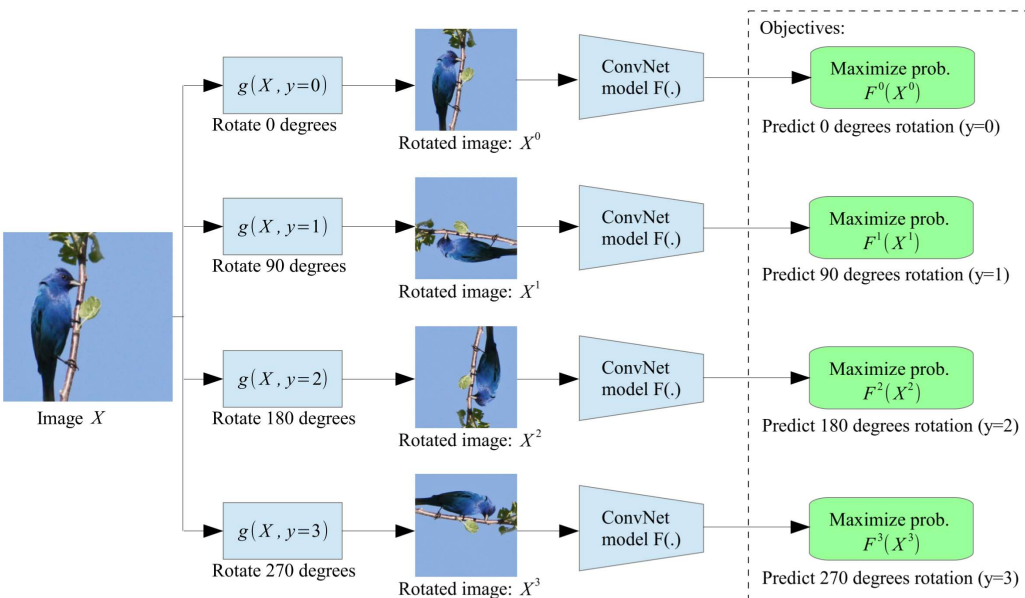 Objectives:
g(X, y=0)
Rotate 0 degrees
Rotated image: X⁰
ConvNet
model F(.)
Maximize prob.
F⁰(X⁰)
Predict 0 degrees rotation (y=0)
g(X, y=1)
Rotate 90 degrees
Rotated image: X¹
ConvNet
model F(.)
Maximize prob.
F¹(X¹)
Predict 90 degrees rotation (y=1)
Image X
g(X, y=2)
Rotate 180 degrees
Rotated image: X²
ConvNet
model F(.)
Maximize prob.
F²(X²)
Predict 180 degrees rotation (y=2)
g(X, y=3)
Rotate 270 degrees
Rotated image: X³
ConvNet
model F(.)
Maximize prob.
F³(X³)
Predict 270 degrees rotation (y=3)